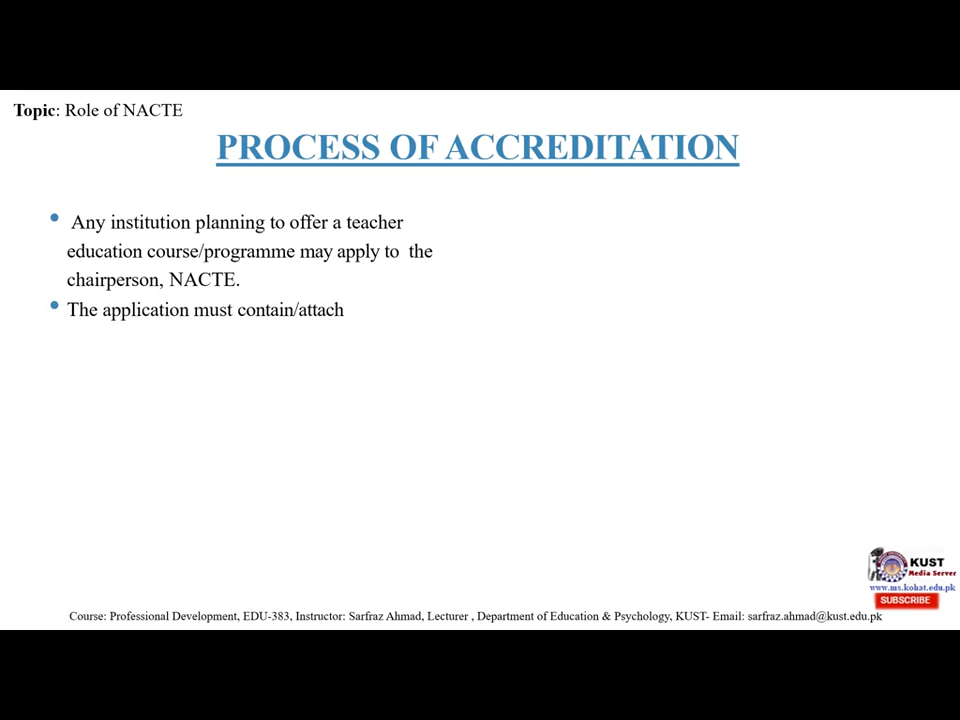 Topic: Role of NACTE
PROCESS OF ACCREDITATION
• Any institution planning to offer a teacher
education course/programme may apply to the
chairperson, NACTE.
• The application must contain/attach
KUST
Media Server
www.ms.kohat.edu.pk
SUBSCRIBE
Course: Professional Development, EDU-383, Instructor: Sarfraz Ahmad, Lecturer , Department of Education & Psychology, KUST- Email: sarfraz.ahmad@kust.edu.pk